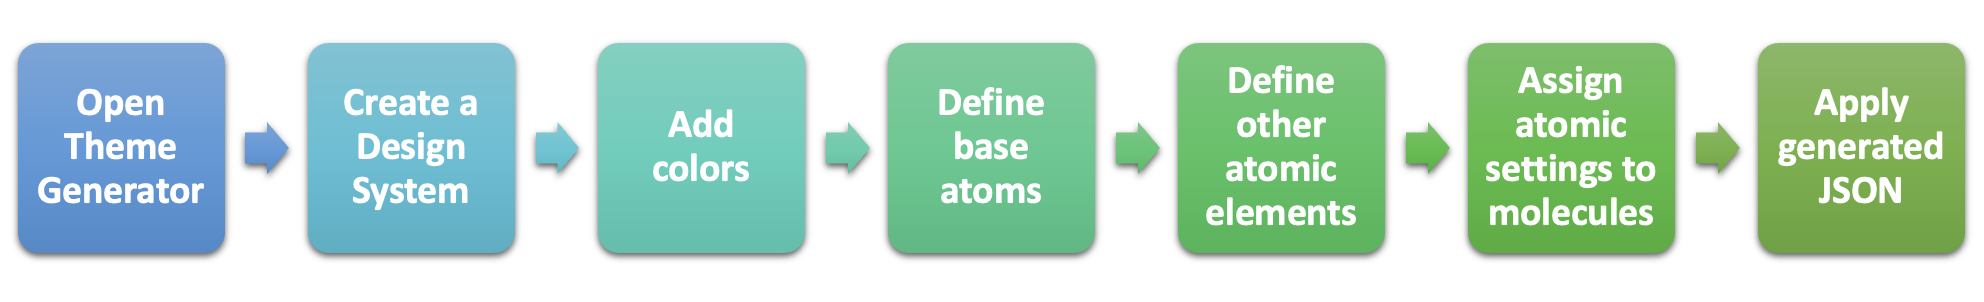 Open
Theme
Generator
Create a
Design
System
Add
colors
Define
base
atoms
Define
other
atomic
elements
Assign
atomic
settings to
molecules
Apply
generated
JSON